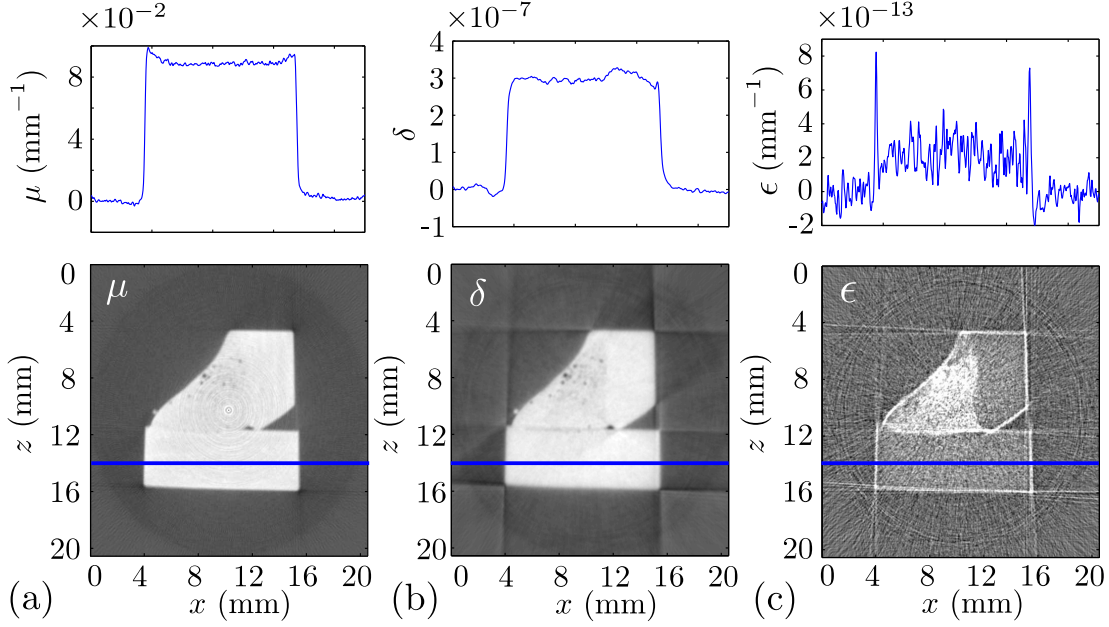 ×10⁻² ×10⁻⁷ ×10⁻¹³
μ (mm⁻¹)
8
4
0
δ
4
3
2
1
0
-1
ϵ (mm⁻¹)
8
6
4
2
0
-2
μ
z (mm)
0
4
8
12
16
20
0 4 8 12 16 20
(a) x (mm)
δ
z (mm)
0
4
8
12
16
20
0 4 8 12 16 20
(b) x (mm)
ϵ
z (mm)
0
4
8
12
16
20
0 4 8 12 16 20
(c) x (mm)